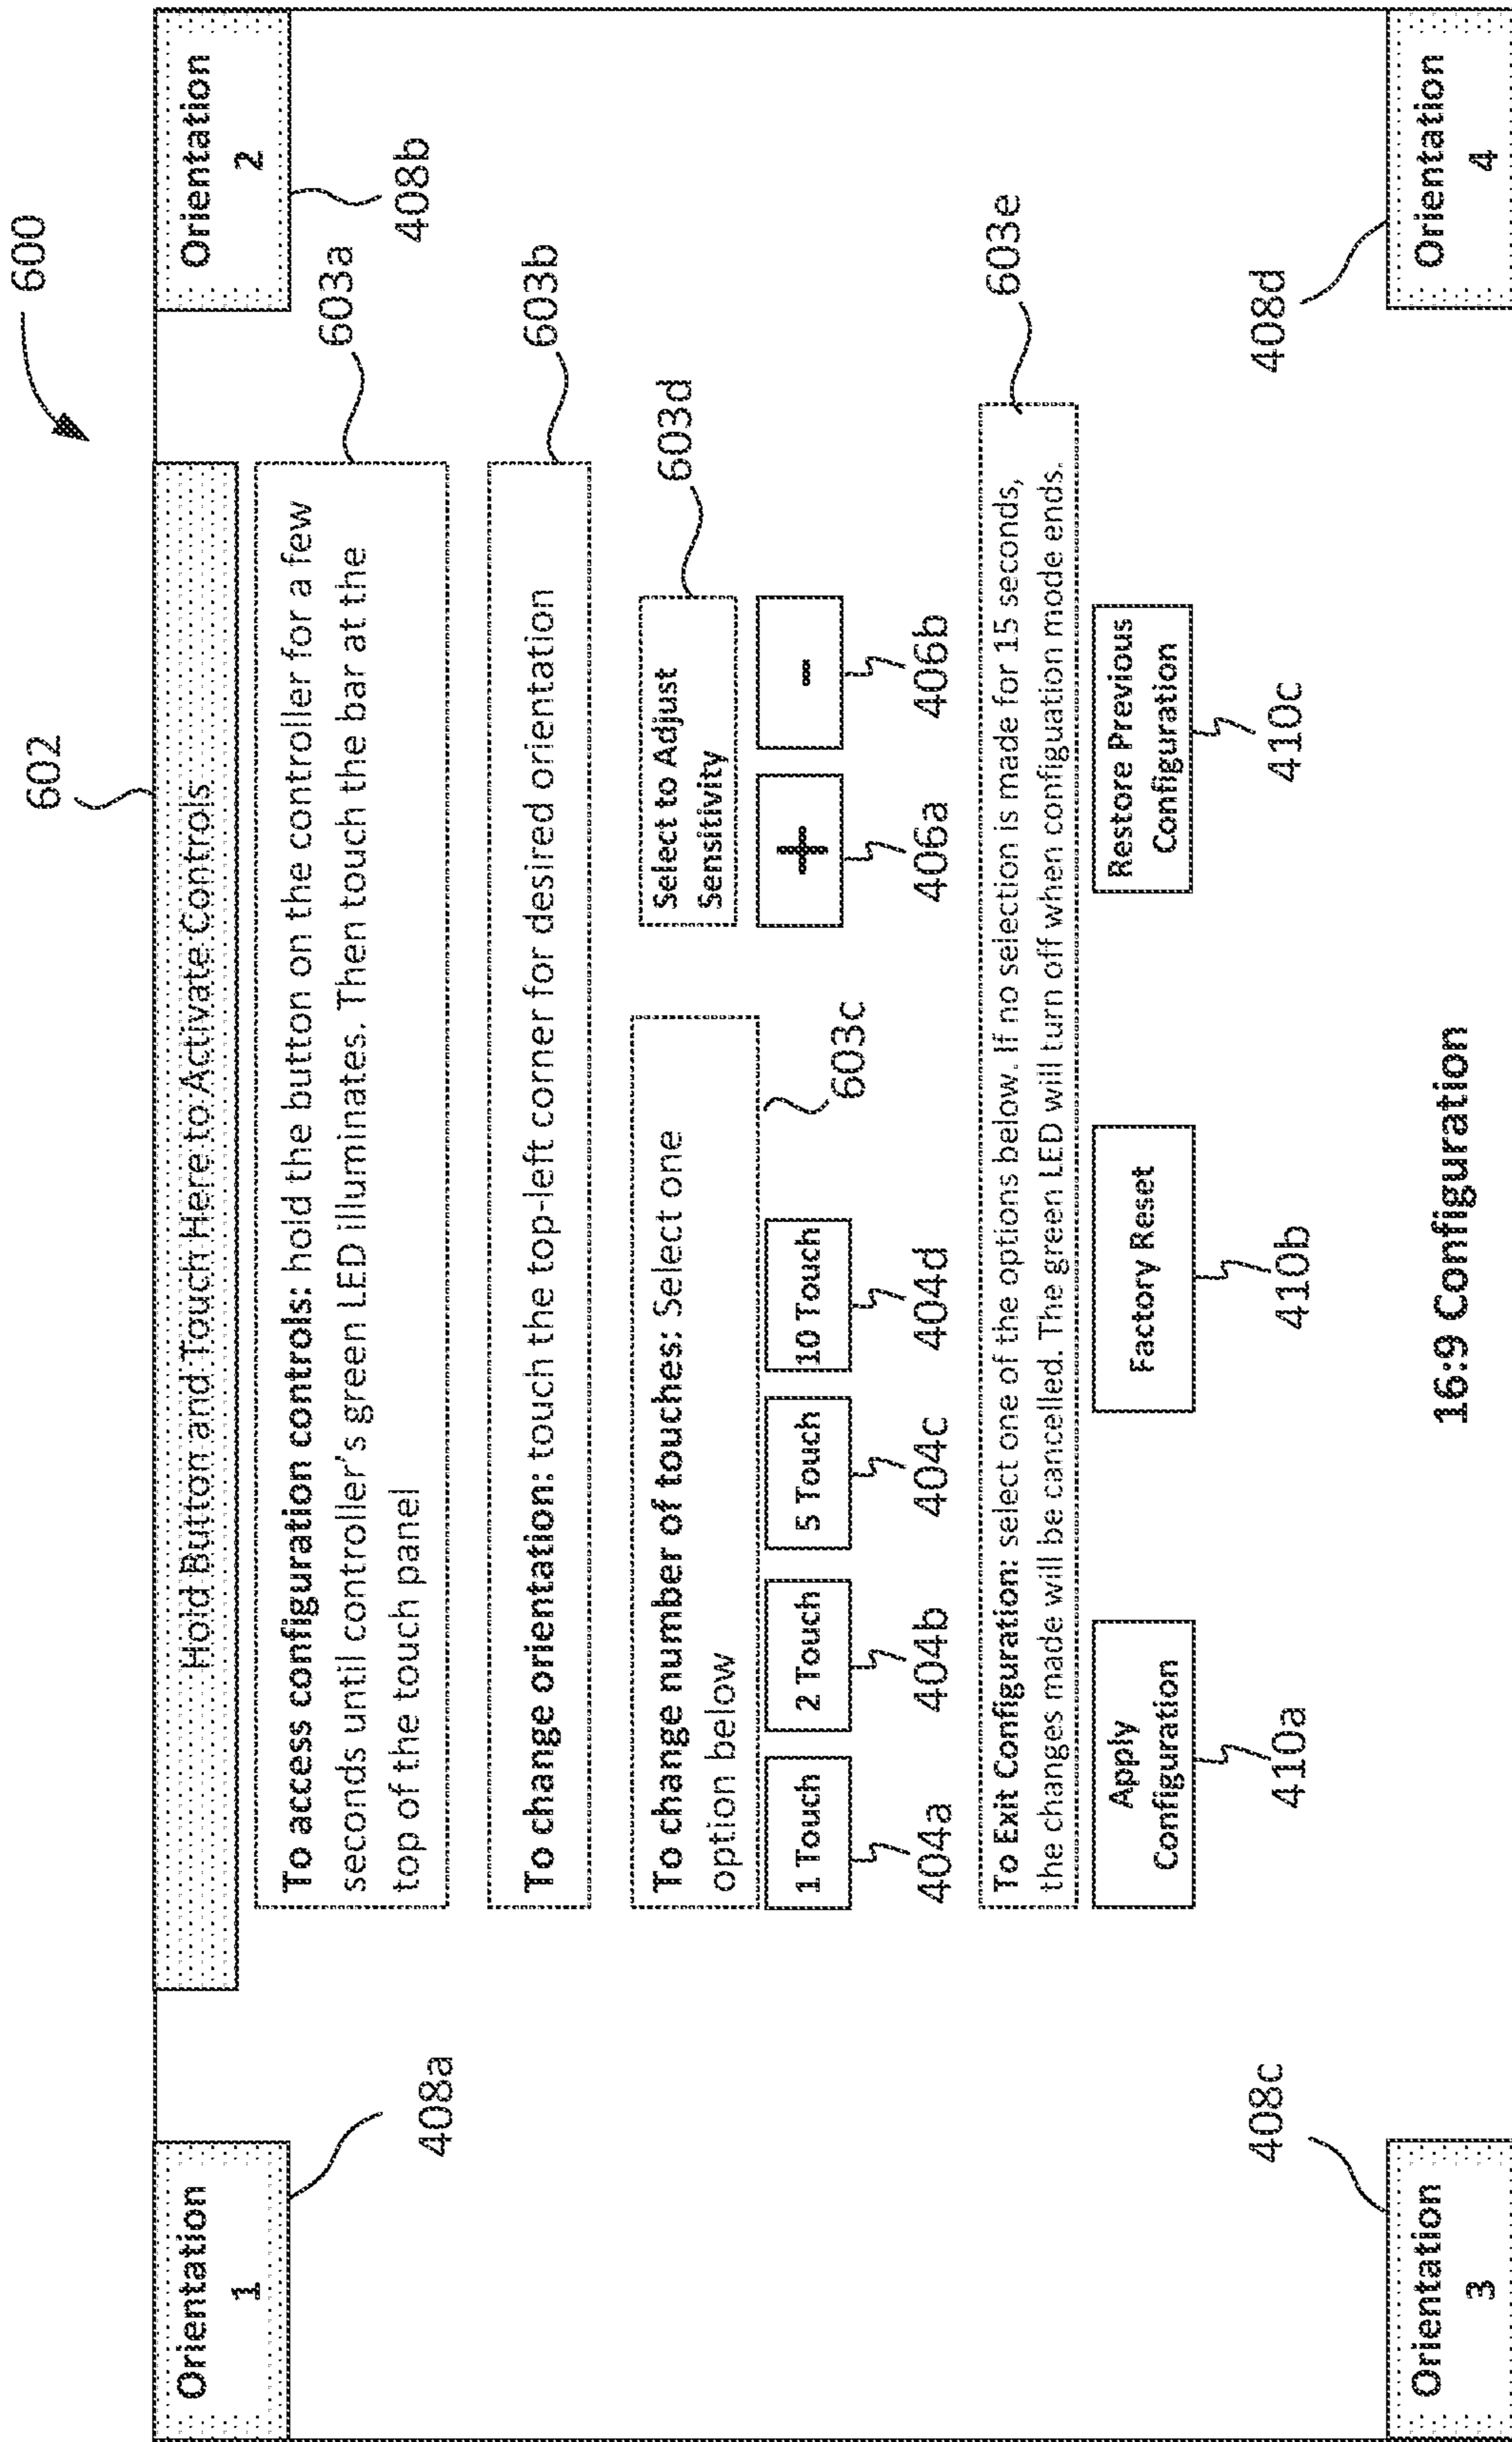 600
602
Orientation
1
408a
Hold Button and Touch Here to Activate Controls
Orientation
2
408b
To access configuration controls: hold the button on the controller for a few
seconds until controller's green LED illuminates. Then touch the bar at the
top of the touch panel
603a
To change orientation: touch the top-left corner for desired orientation
603b
To change number of touches: Select one
option below
603c
1 Touch
2 Touch
5 Touch
10 Touch
404a
404b
404c
404d
Select to Adjust
Sensitivity
603d
+
-
406a
406b
To Exit Configuration: select one of the options below. If no selection is made for 15 seconds,
the changes made will be cancelled. The green LED will turn off when configuation mode ends.
603e
Apply
Configuration
410a
Factory Reset
410b
Restore Previous
Configuration
410c
408c
Orientation
3
408d
Orientation
4
16:9 Configuration